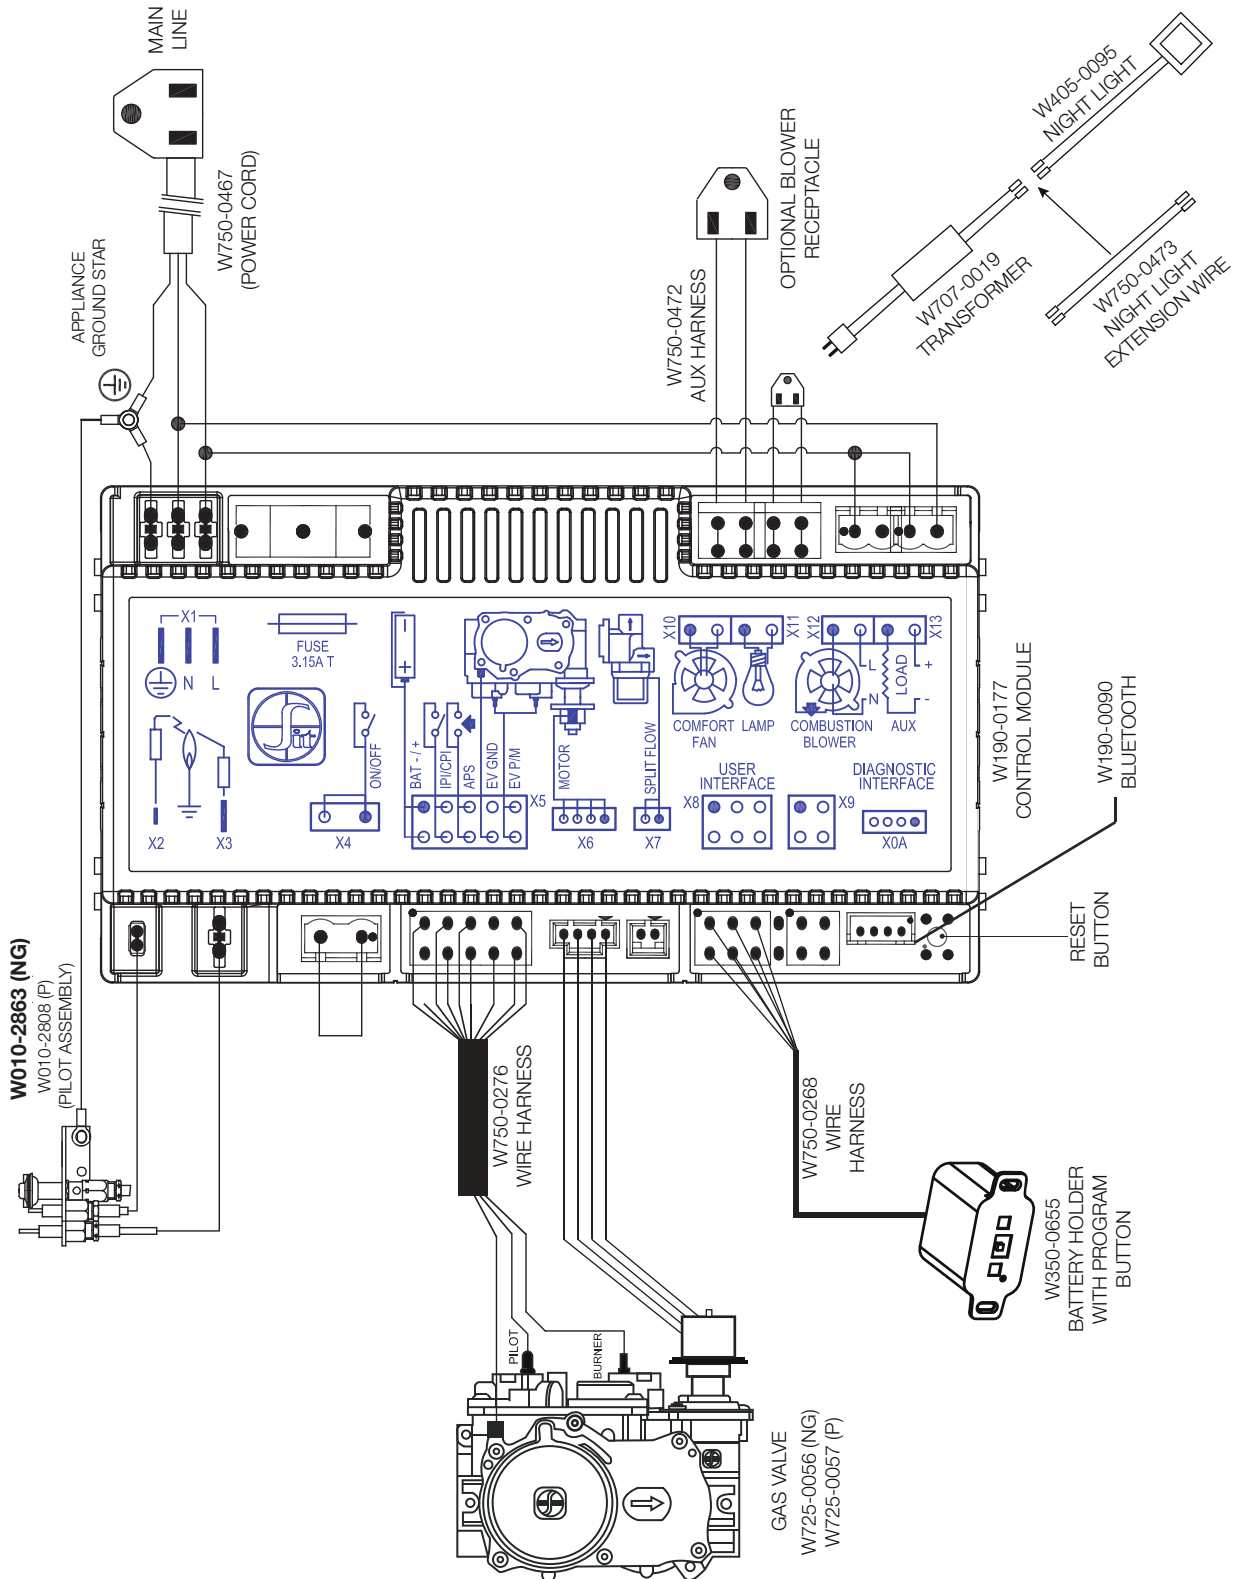 MAIN
LINE
W750-0467
(POWER CORD)
APPLIANCE
GROUND STAR
W750-0472
AUX HARNESS
OPTIONAL BLOWER
RECEPTACLE
W405-0095
NIGHT LIGHT
W707-0019
TRANSFORMER
W750-0473
NIGHT LIGHT
EXTENSION WIRE
X1
N L
FUSE
3.15A T
X2
X3
ON/OFF
X4
BAT - / +
IPI/CPI
APS
EV GND
EV P/M
X5
MOTOR
X6
SPLIT FLOW
X7
X10
X11
COMFORT
FAN
LAMP
X12
X13
COMBUSTION
BLOWER
L
N
LOAD
+
-
AUX
USER
INTERFACE
X8
X9
DIAGNOSTIC
INTERFACE
X0A
Sit
W190-0177
CONTROL MODULE
W190-0090
BLUETOOTH
RESET
BUTTON
W010-2863 (NG)
W010-2808 (P)
(PILOT ASSEMBLY)
W750-0276
WIRE HARNESS
W750-0268
WIRE
HARNESS
W350-0655
BATTERY HOLDER
WITH PROGRAM
BUTTON
PILOT
BURNER
GAS VALVE
W725-0056 (NG)
W725-0057 (P)